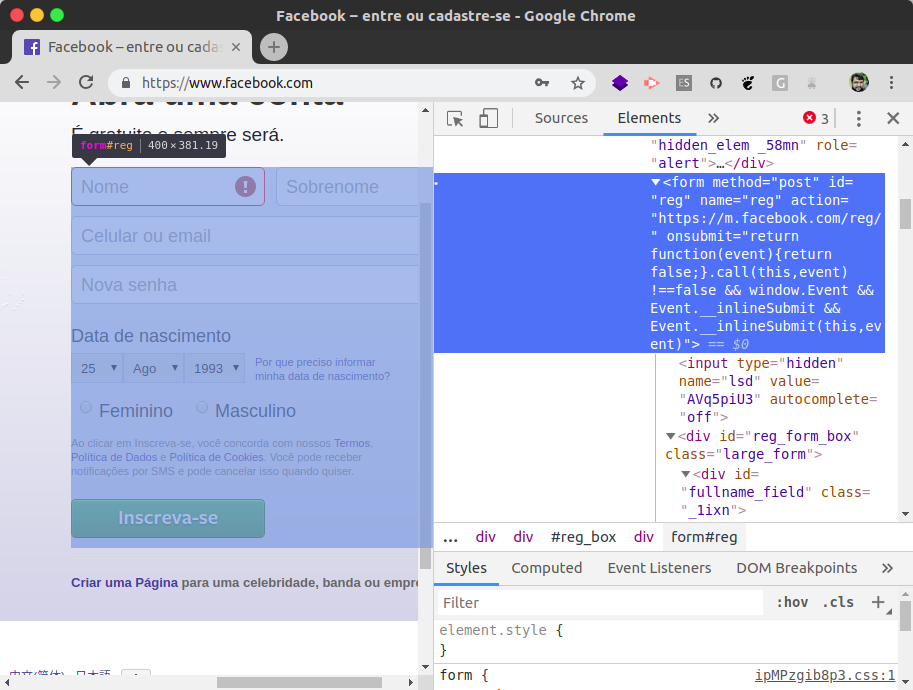 Facebook – entre ou cadastre-se - Google Chrome
Facebook – entre ou cadas
https://www.facebook.com
ES
G
Sources
Elements
3
Abra uma conta
É gratuito e sempre será.
form#reg 400×381.19
Nome
Sobrenome
Celular ou email
Nova senha
Data de nascimento
25
Ago
1993
Por que preciso informar
minha data de nascimento?
Feminino
Masculino
Ao clicar em Inscreva-se, você concorda com nossos Termos,
Política de Dados e Política de Cookies. Você pode receber
notificações por SMS e pode cancelar isso quando quiser.
Inscreva-se
Criar uma Página para uma celebridade, banda ou empre
中文(简体) 日本語
"hidden_elem _58mn" role=
"alert">…</div>
<form method="post" id=
"reg" name="reg" action=
"https://m.facebook.com/reg/
" onsubmit="return
function(event){return
false;}.call(this,event)
!==false && window.Event &&
Event.__inlineSubmit &&
Event.__inlineSubmit(this,ev
ent)"> == $0
<input type="hidden"
name="lsd" value=
"AVq5piU3" autocomplete=
"off">
<div id="reg_form_box"
class="large_form">
<div id=
"fullname_field" class=
"_1ixn">
... div div #reg_box div form#reg
Styles Computed Event Listeners DOM Breakpoints
Filter
:hov .cls
element.style {
}
form {
ipMPzgib8p3.css:1